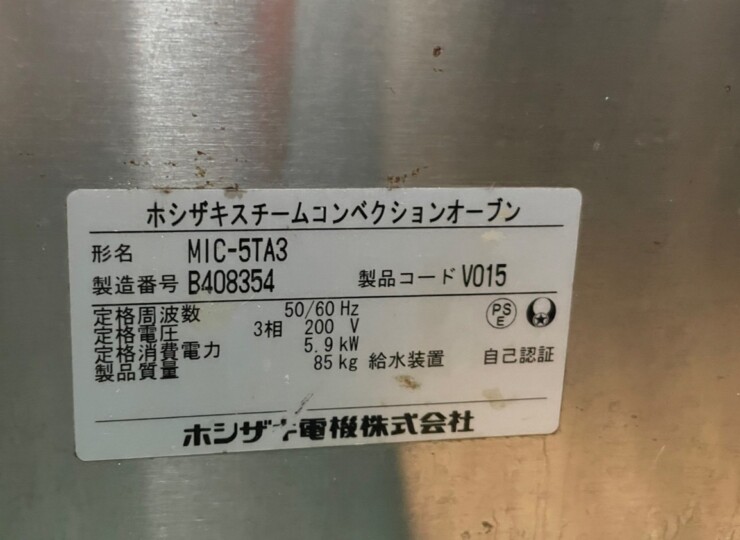 ホシザキスチームコンベクションオーブン
形名 MIC-5TA3
製造番号 B408354 製品コード V015
定格周波数 50/60 Hz
定格電圧 3相 200 V
定格消費電力 5.9 kW
製品質量 85 kg 給水装置 自己認証
PS
E
ホシザキ電機株式会社